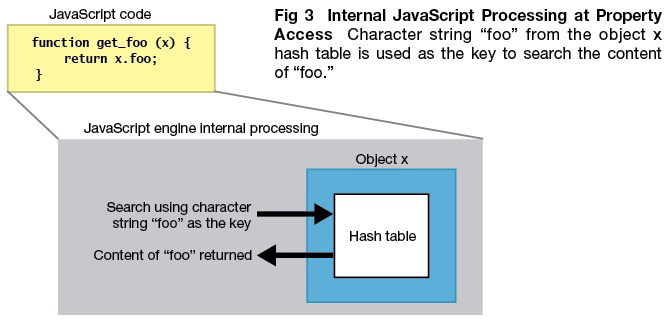 JavaScript code
function get_foo (x) {
return x.foo;
}
Fig 3 Internal JavaScript Processing at Property
Access Character string “foo” from the object x
hash table is used as the key to search the content
of “foo.”
JavaScript engine internal processing
Object x
Search using character
string “foo” as the key
Content of “foo” returned
Hash table